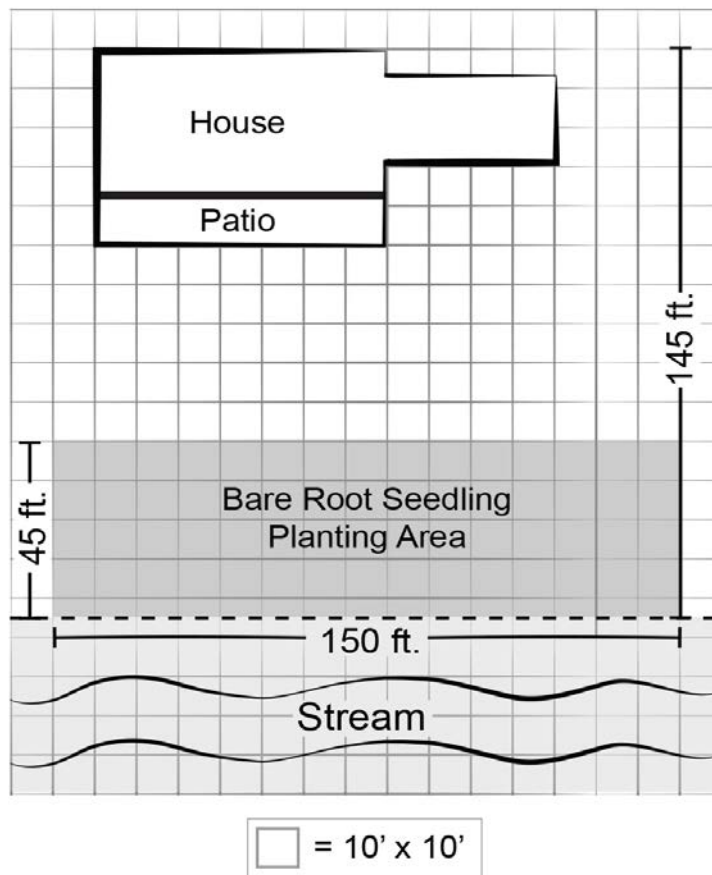 House
Patio
145 ft.
Bare Root Seedling
Planting Area
45 ft.
150 ft.
Stream
= 10’ x 10’